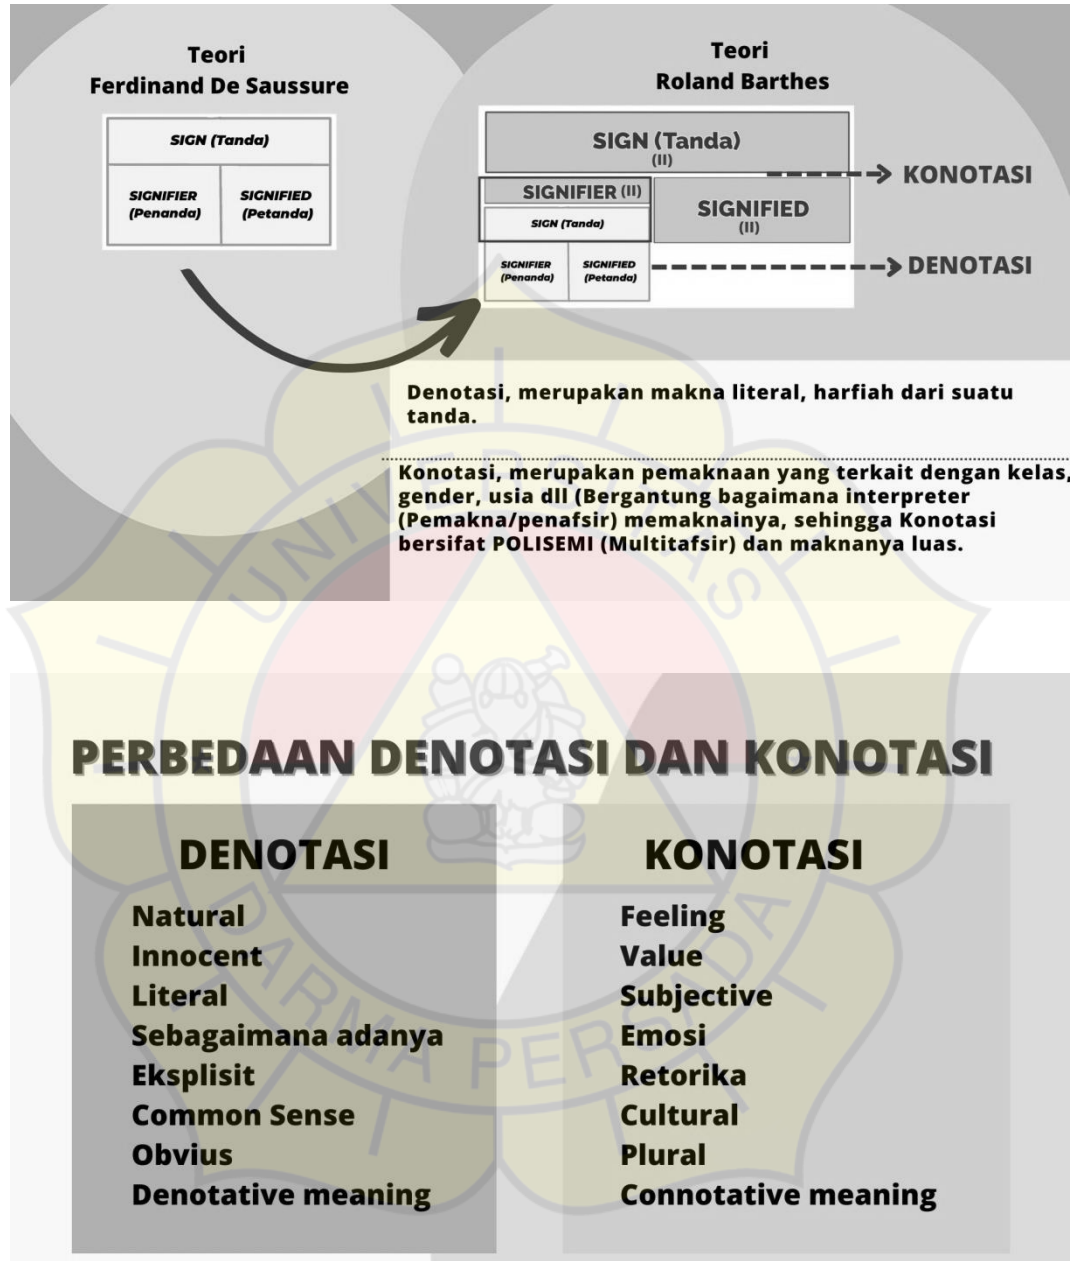 Teori
Ferdinand De Saussure
SIGN (Tanda)
SIGNIFIER
(Penanda)
SIGNIFIED
(Petanda)
Teori
Roland Barthes
SIGN (Tanda)
(II)
SIGNIFIER (II)
SIGN (Tanda)
SIGNIFIER
(Penanda)
SIGNIFIED
(Petanda)
SIGNIFIED
(II)
KONOTASI
DENOTASI
Denotasi, merupakan makna literal, harfiah dari suatu
tanda.
Konotasi, merupakan pemaknaan yang terkait dengan kelas,
gender, usia dll (Bergantung bagaimana interpreter
(Pemakna/penafsir) memaknainya, sehingga Konotasi
bersifat POLISEMI (Multitafsir) dan maknanya luas.
UNIVERSITAS
PERBEDAAN DENOTASI DAN KONOTASI
DENOTASI
Natural
Innocent
Literal
Sebagaimana adanya
Eksplisit
Common Sense
Obvius
Denotative meaning
KONOTASI
Feeling
Value
Subjective
Emosi
Retorika
Cultural
Plural
Connotative meaning
DARMA PERSADA